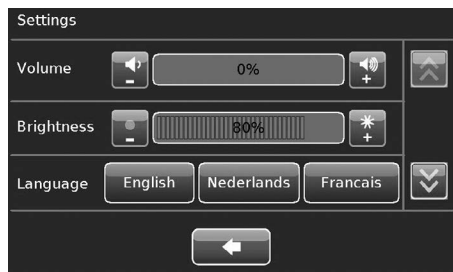 Settings
Volume 0%
Brightness 80%
Language English Nederlands Francais